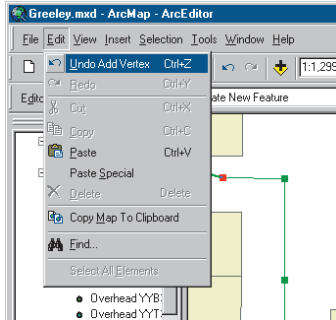 Greeley.mxd - ArcMap - ArcEditor
File Edit View Insert Selection Tools Window Help
1:1,299
Undo Add Vertex Ctrl+Z
Redo Ctrl+Y
ate New Feature
Cut Ctrl+X
Copy Ctrl+C
Paste Ctrl+V
Paste Special
Delete Delete
Copy Map To Clipboard
Find...
Select All Elements
Overhead YYB:
Overhead YYT: